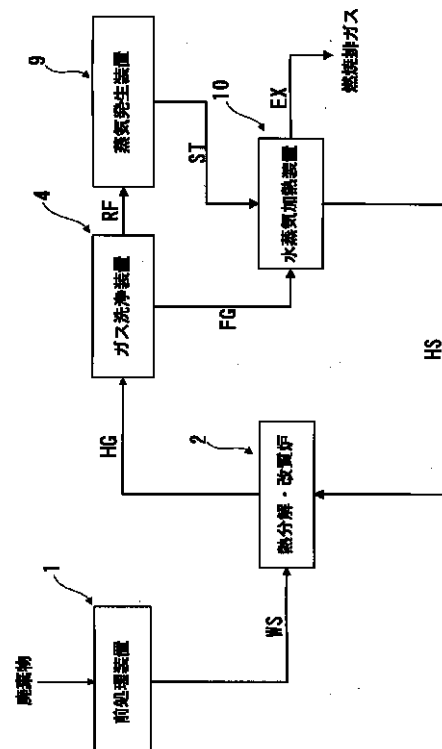 廃棄物
1
前処理装置
WS
2
熱分解・改質炉
HG
4
ガス洗浄装置
RF
9
蒸気発生装置
FG
ST
10
水蒸気加熱装置
EX
燃焼排ガス
HS